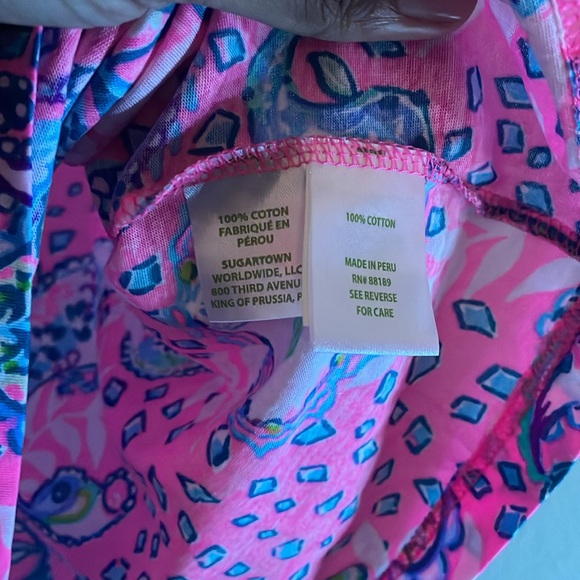 100% COTON
FABRIQUÉ EN
PÉROU
SUGARTOWN
WORLDWIDE, LLC
800 THIRD AVENU
KING OF PRUSSIA, P
100% COTTON
MADE IN PERU
RN# 88189
SEE REVERSE
FOR CARE